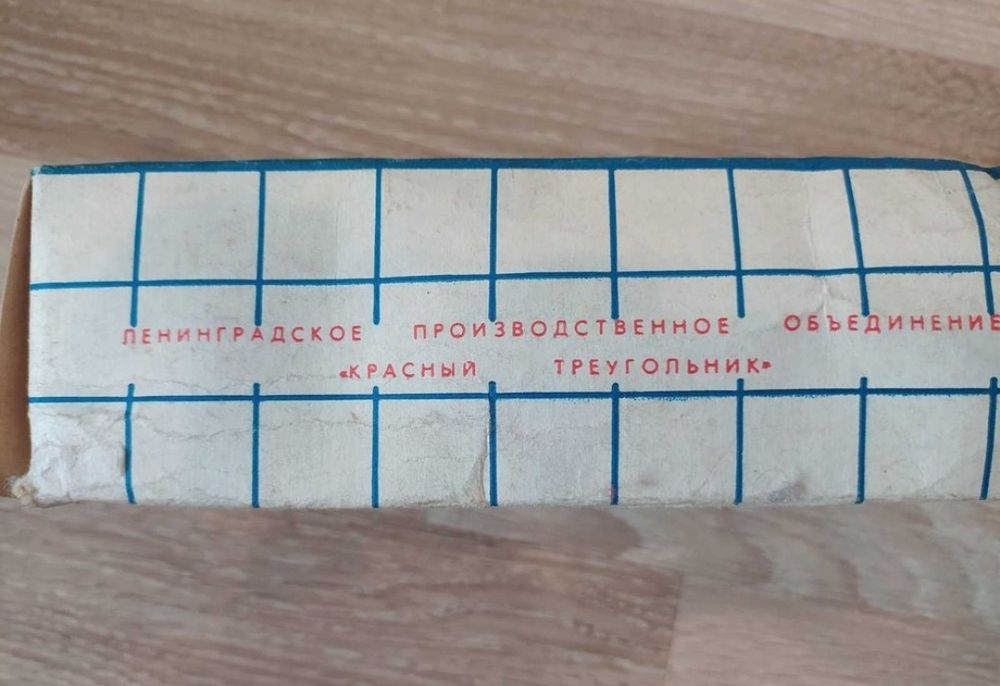 ЛЕНИНГРАДСКОЕ ПРОИЗВОДСТВЕННОЕ ОБЪЕДИНЕНИЕ
«КРАСНЫЙ ТРЕУГОЛЬНИК»